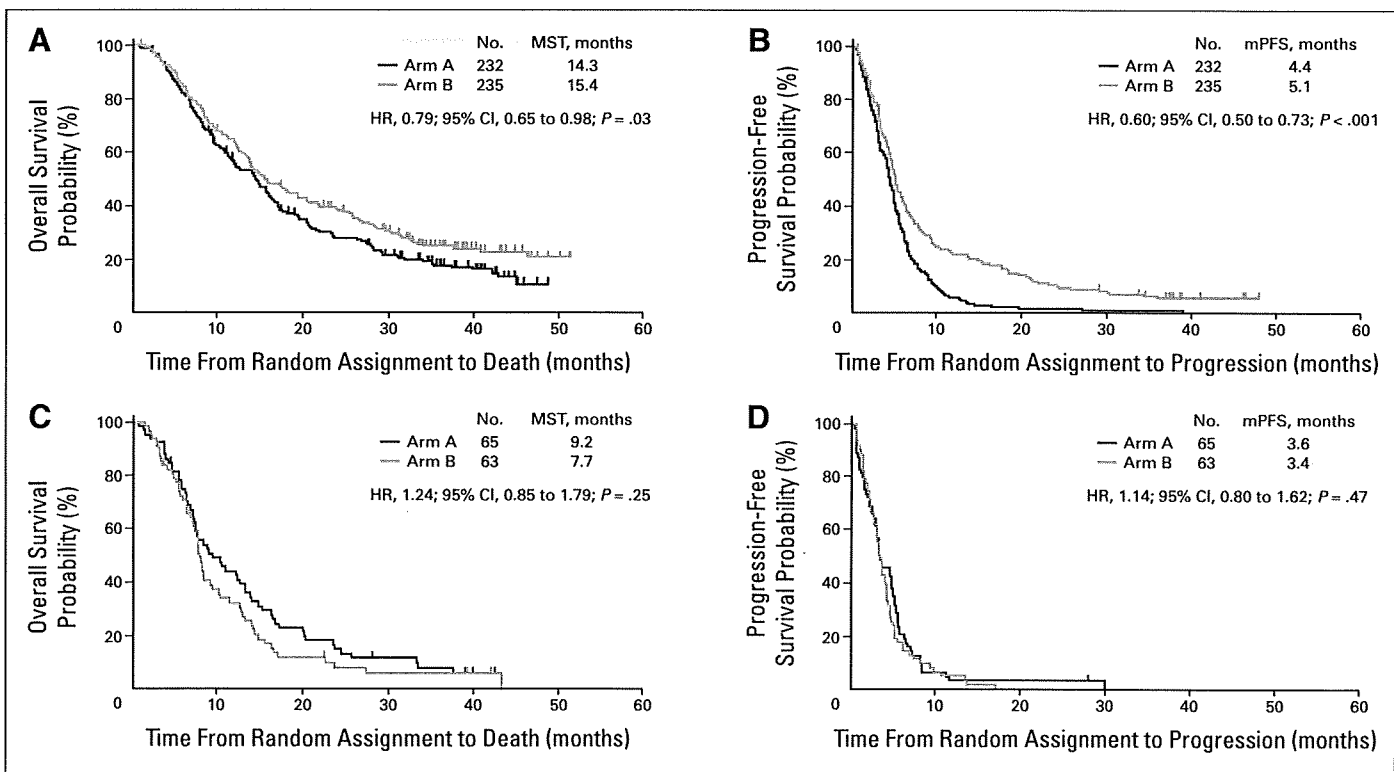 A
No. MST, months
Arm A 232 14.3
Arm B 235 15.4
HR, 0.79; 95% CI, 0.65 to 0.98; P = .03
Overall Survival
Probability (%)
100
80
60
40
20
0 10 20 30 40 50 60
Time From Random Assignment to Death (months)
B
No. mPFS, months
Arm A 232 4.4
Arm B 235 5.1
HR, 0.60; 95% CI, 0.50 to 0.73; P < .001
Progression-Free
Survival Probability (%)
100
80
60
40
20
0 10 20 30 40 50 60
Time From Random Assignment to Progression (months)
C
No. MST, months
Arm A 65 9.2
Arm B 63 7.7
HR, 1.24; 95% CI, 0.85 to 1.79; P = .25
Overall Survival
Probability (%)
100
80
60
40
20
0 10 20 30 40 50 60
Time From Random Assignment to Death (months)
D
No. mPFS, months
Arm A 65 3.6
Arm B 63 3.4
HR, 1.14; 95% CI, 0.80 to 1.62; P = .47
Progression-Free
Survival Probability (%)
100
80
60
40
20
0 10 20 30 40 50 60
Time From Random Assignment to Progression (months)